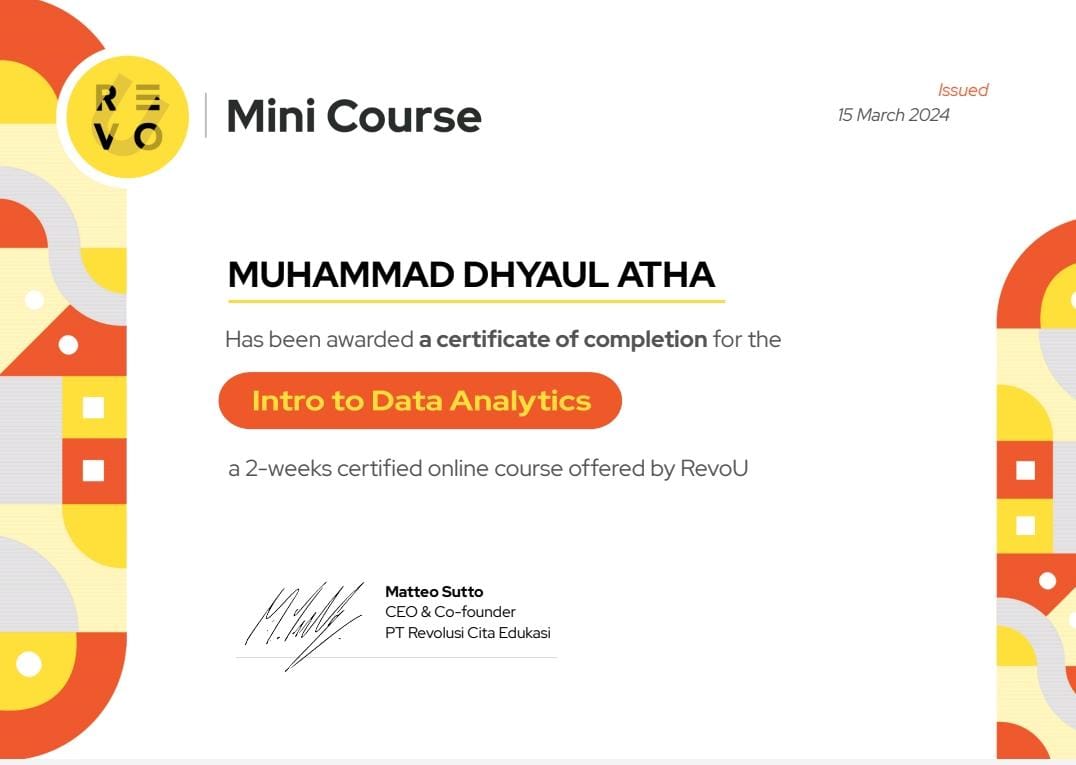 RE
VO
Mini Course
Issued
15 March 2024
MUHAMMAD DHYAUL ATHA
Has been awarded a certificate of completion for the
Intro to Data Analytics
a 2-weeks certified online course offered by RevoU
Matteo Sutto
CEO & Co-founder
PT Revolusi Cita Edukasi